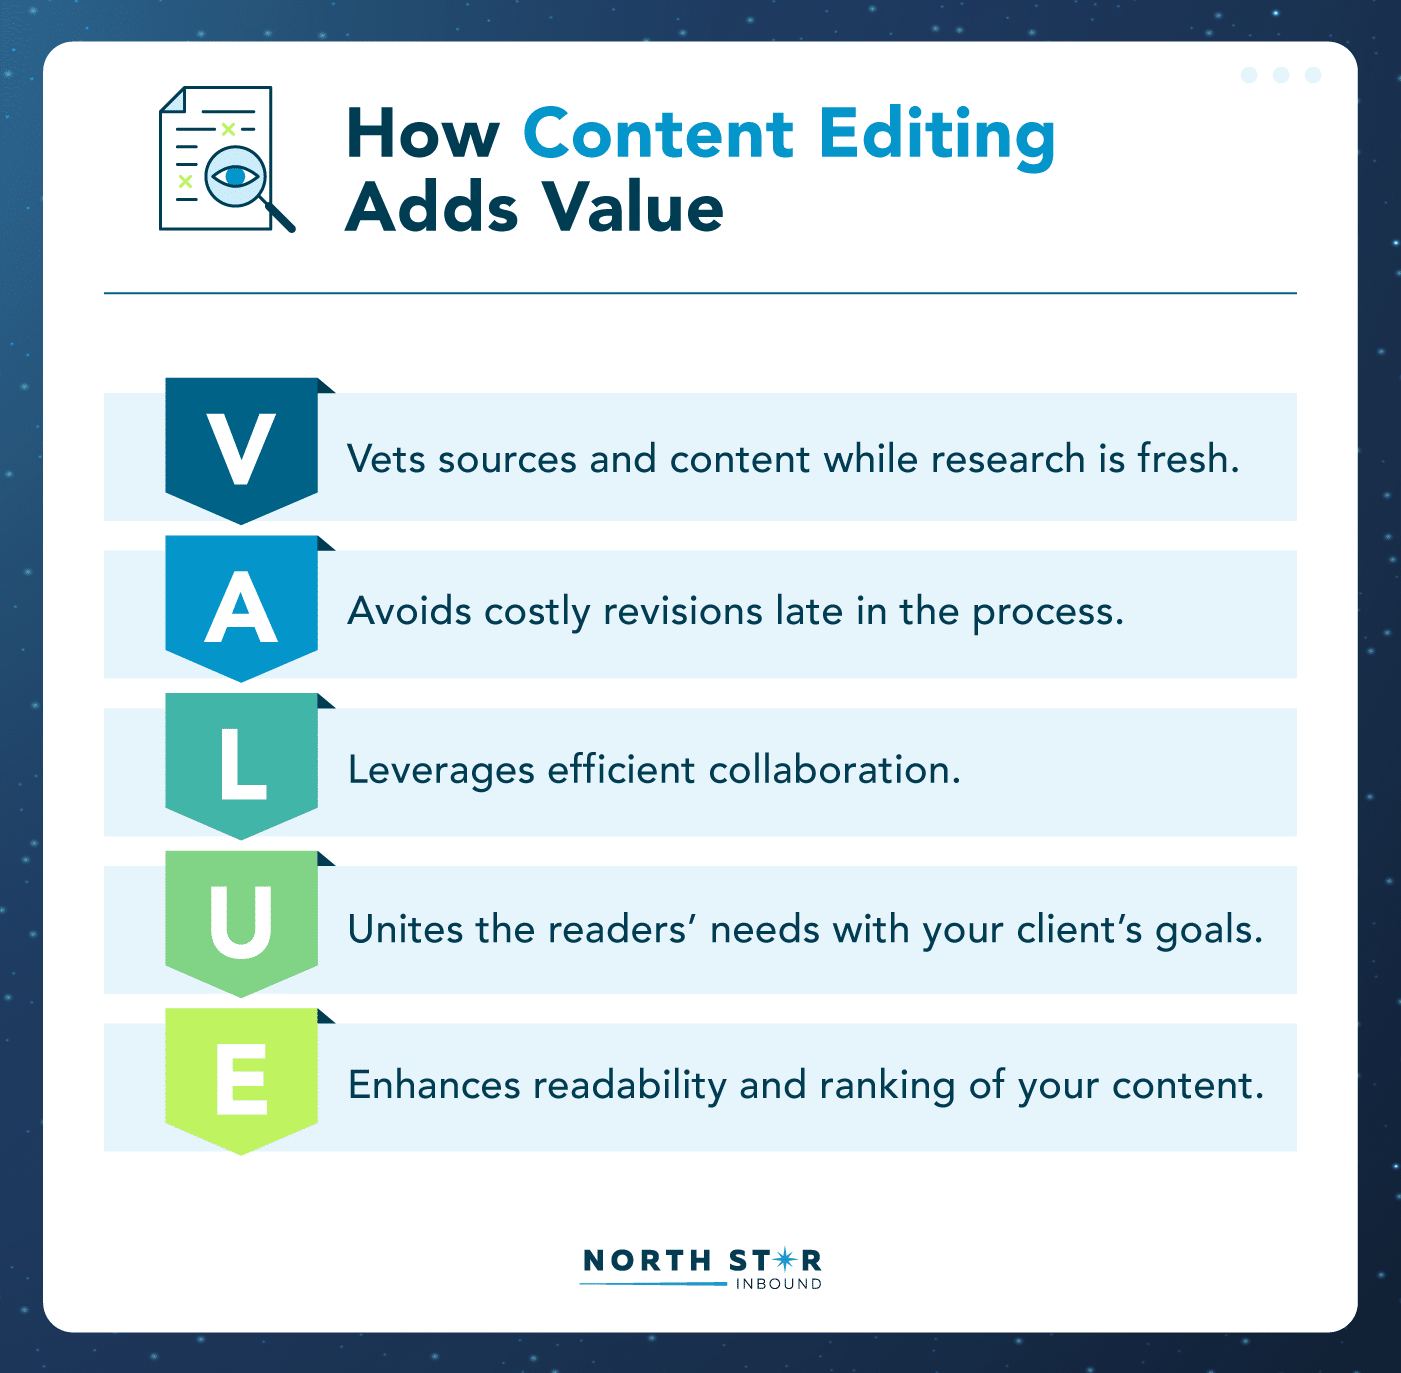 How Content Editing
Adds Value
V
Vets sources and content while research is fresh.
A
Avoids costly revisions late in the process.
L
Leverages efficient collaboration.
U
Unites the readers’ needs with your client’s goals.
E
Enhances readability and ranking of your content.
NORTH STAR
INBOUND